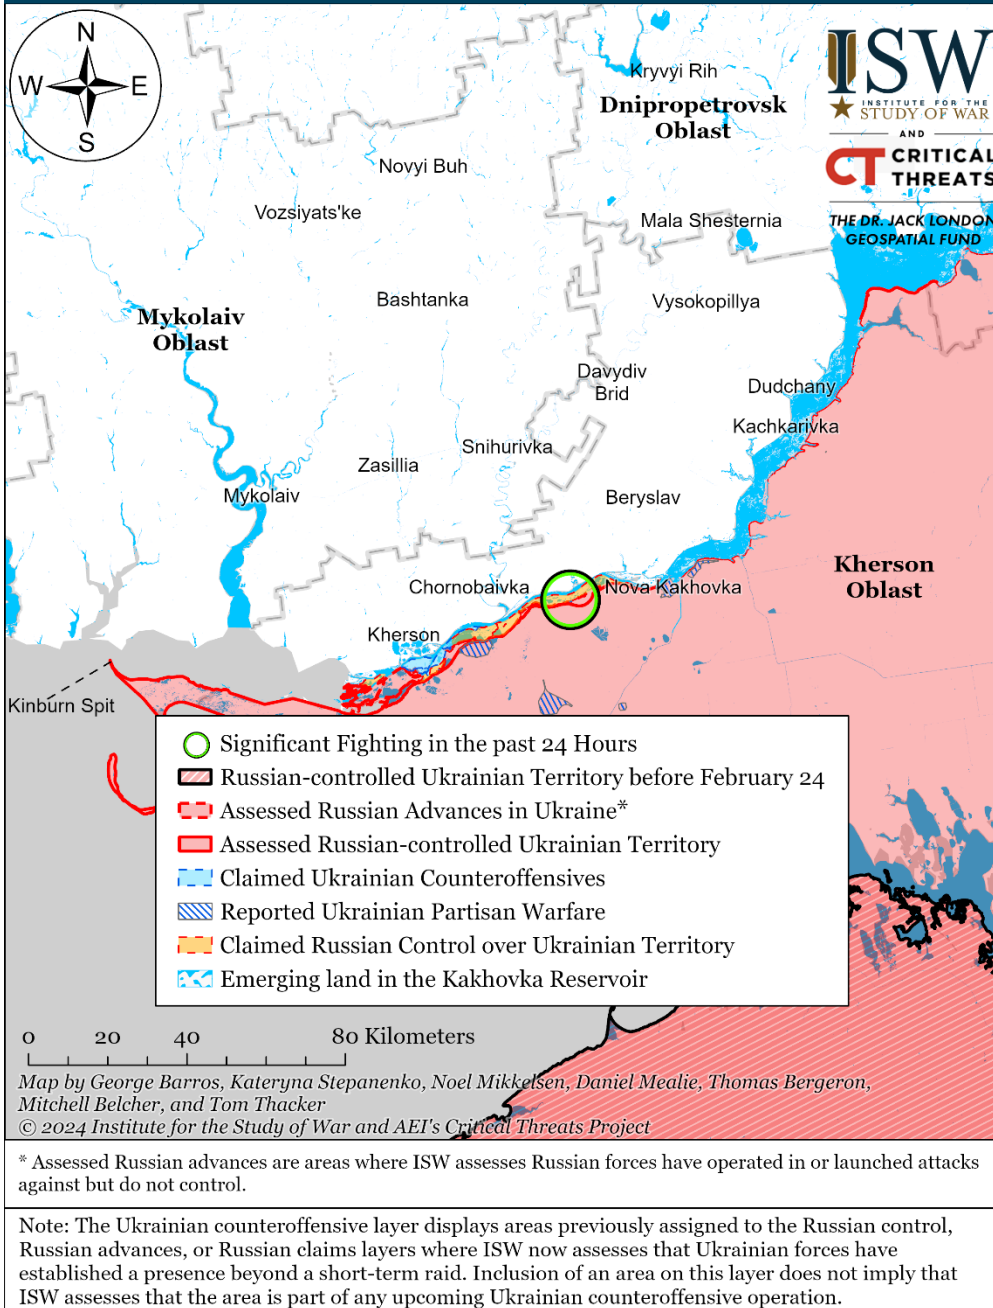 N
W
E
S
ISW
INSTITUTE FOR THE
STUDY OF WAR
AND
CT CRITICAL
THREATS
THE DR. JACK LONDON
GEOSPATIAL FUND
Kryvyi Rih
Dnipropetrovsk
Oblast
Novyi Buh
Vozsiyats'ke
Mala Shesternia
Bashtanka
Vysokopillya
Mykolaiv
Oblast
Davydiv
Brid
Dudchany
Kachkarivka
Snihurivka
Zasillia
Mykolaiv
Beryslav
Kherson
Oblast
Chornobaivka
Nova Kakhovka
Kherson
Kinburn Spit
Significant Fighting in the past 24 Hours
Russian-controlled Ukrainian Territory before February 24
Assessed Russian Advances in Ukraine*
Assessed Russian-controlled Ukrainian Territory
Claimed Ukrainian Counteroffensives
Reported Ukrainian Partisan Warfare
Claimed Russian Control over Ukrainian Territory
Emerging land in the Kakhovka Reservoir
0 20 40 80 Kilometers
Map by George Barros, Kateryna Stepanenko, Noel Mikkelsen, Daniel Mealie, Thomas Bergeron,
Mitchell Belcher, and Tom Thacker
© 2024 Institute for the Study of War and AEI's Critical Threats Project
* Assessed Russian advances are areas where ISW assesses Russian forces have operated in or launched attacks
against but do not control.
Note: The Ukrainian counteroffensive layer displays areas previously assigned to the Russian control,
Russian advances, or Russian claims layers where ISW now assesses that Ukrainian forces have
established a presence beyond a short-term raid. Inclusion of an area on this layer does not imply that
ISW assesses that the area is part of any upcoming Ukrainian counteroffensive operation.